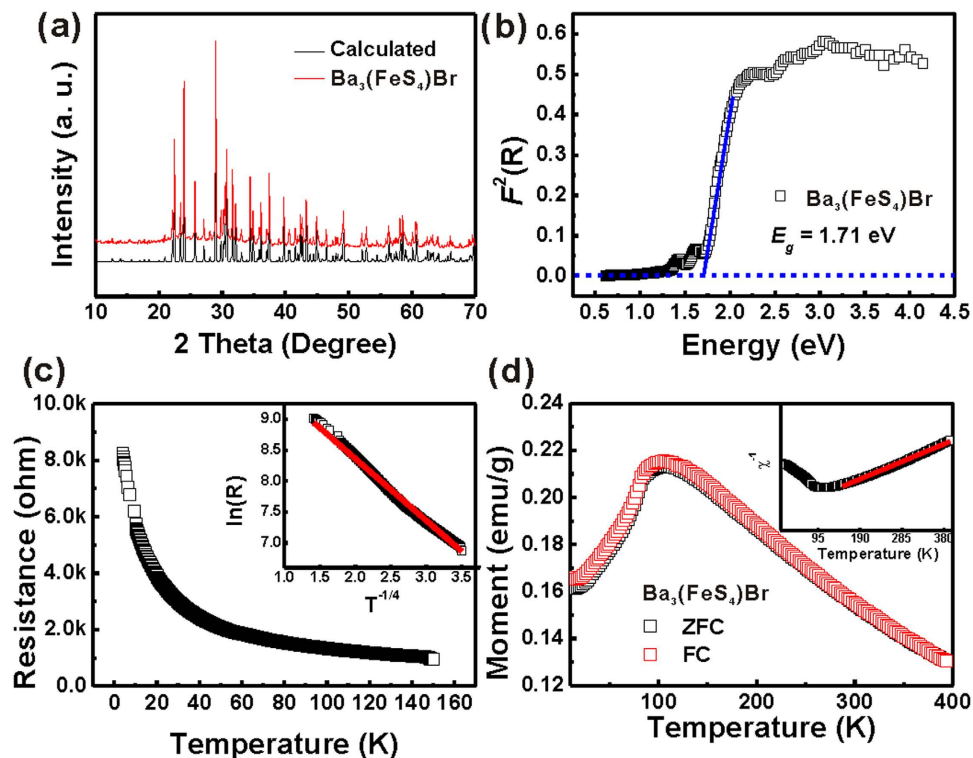 (a)
Calculated
Ba₃(FeS₄)Br
Intensity (a. u.)
10 20 30 40 50 60 70
2 Theta (Degree)
(b)
0.6
0.5
0.4
0.3
0.2
0.1
0.0
F²(R)
Ba₃(FeS₄)Br
E_g = 1.71 eV
0.5 1.0 1.5 2.0 2.5 3.0 3.5 4.0 4.5
Energy (eV)
(c)
10.0k
8.0k
6.0k
4.0k
2.0k
0.0
Resistance (ohm)
0 20 40 60 80 100 120 140 160
Temperature (K)
9.0
8.5
8.0
7.5
7.0
ln(R)
1.0 1.5 2.0 2.5 3.0 3.5
T⁻¹ᐟ⁴
(d)
0.24
0.22
0.20
0.18
0.16
0.14
0.12
Moment (emu/g)
Ba₃(FeS₄)Br
ZFC
FC
0 100 200 300 400
Temperature (K)
χ⁻¹
95 190 285 380
Temperature (K)